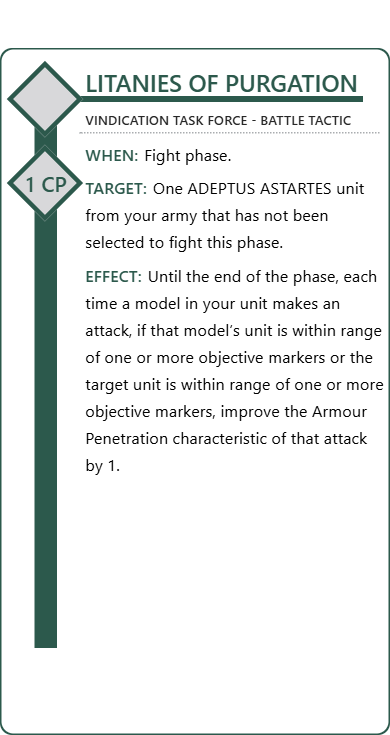 LITANIES OF PURGATION
VINDICATION TASK FORCE - BATTLE TACTIC
WHEN: Fight phase.
1 CP
TARGET: One ADEPTUS ASTARTES unit
from your army that has not been
selected to fight this phase.
EFFECT: Until the end of the phase, each
time a model in your unit makes an
attack, if that model's unit is within range
of one or more objective markers or the
target unit is within range of one or more
objective markers, improve the Armour
Penetration characteristic of that attack
by 1.